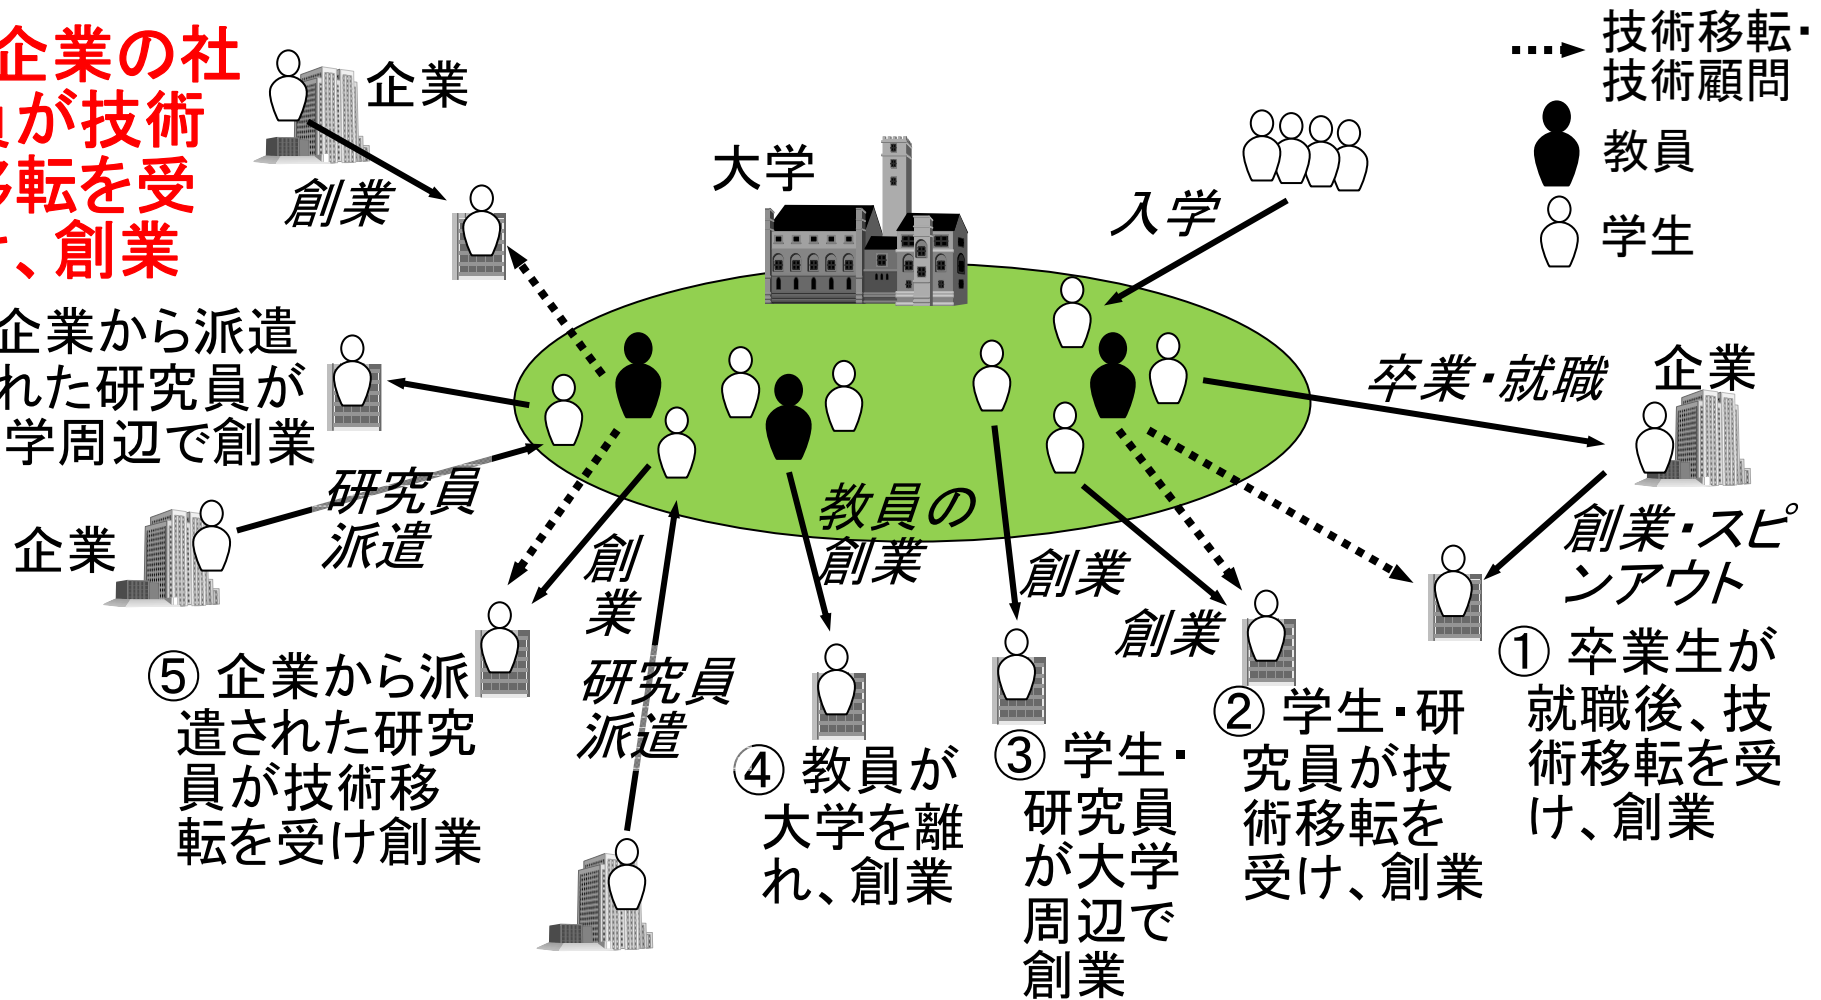 企業の社
員が技術
移転を受
け、創業
企業
創業
大学
入学
技術移転・
技術顧問
教員
学生
企業から派遣
れた研究員が
学周辺で創業
卒業・就職
企業
企業
研究員
派遣
創
業
教員の
創業
創業
創業
創業・スピ
ンアウト
研究員
派遣
⑤ 企業から派
遣された研究
員が技術移
転を受け創業
④ 教員が
大学を離
れ、創業
③ 学生・
研究員
が大学
周辺で
創業
② 学生・研
究員が技
術移転を
受け、創業
① 卒業生が
就職後、技
術移転を受
け、創業